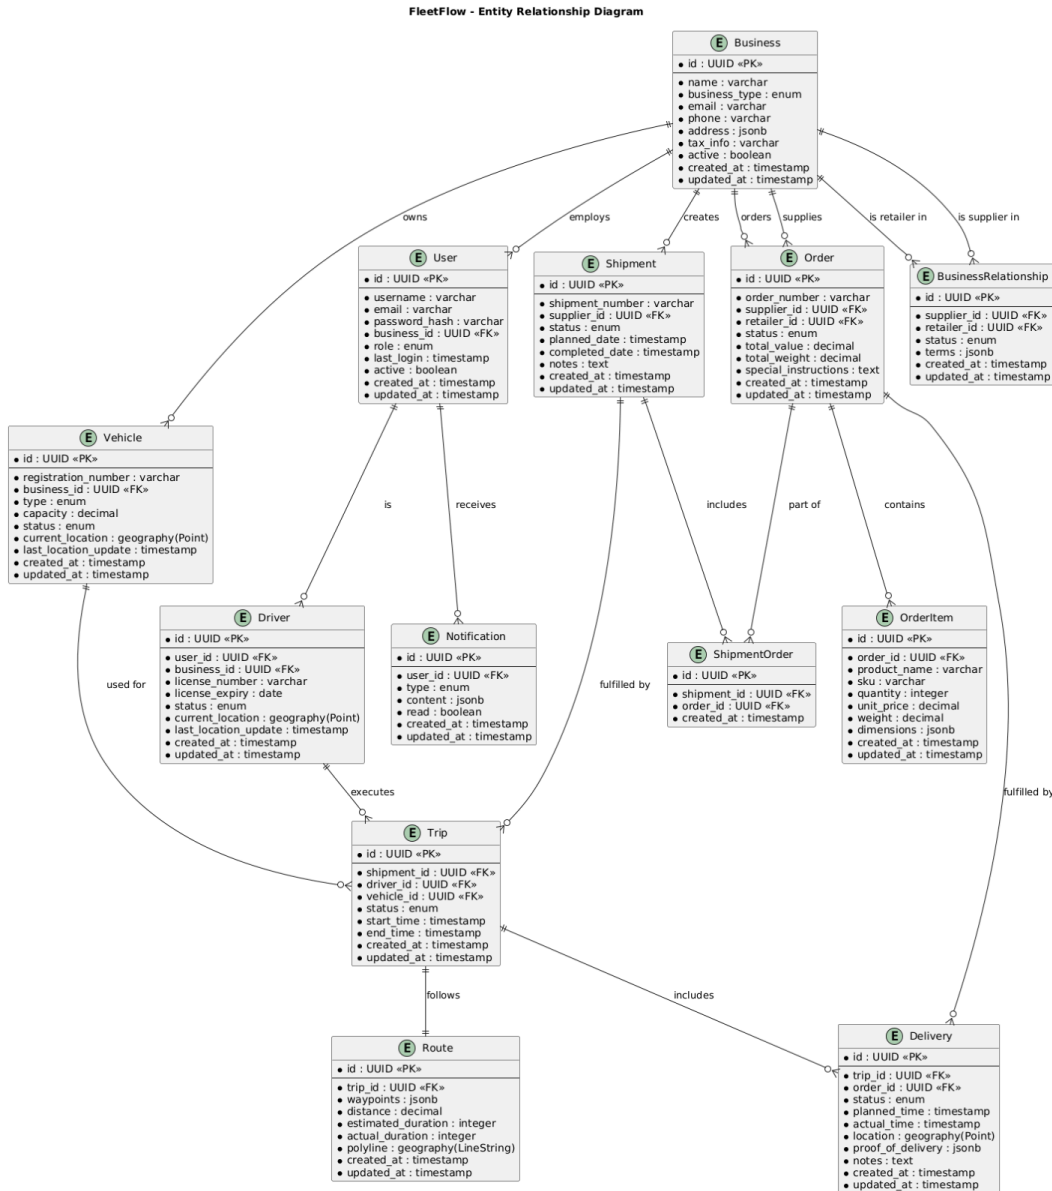 FleetFlow - Entity Relationship Diagram
E Business
id : UUID «PK»
name : varchar
business_type : enum
email : varchar
phone : varchar
address : jsonb
tax_info : varchar
active : boolean
created_at : timestamp
updated_at : timestamp
owns
employs
creates
orders
supplies
is retailer in
is supplier in
E User
id : UUID «PK»
username : varchar
email : varchar
password_hash : varchar
business_id : UUID «FK»
role : enum
last_login : timestamp
active : boolean
created_at : timestamp
updated_at : timestamp
E Shipment
id : UUID «PK»
shipment_number : varchar
supplier_id : UUID «FK»
status : enum
planned_date : timestamp
completed_date : timestamp
notes : text
created_at : timestamp
updated_at : timestamp
E Order
id : UUID «PK»
order_number : varchar
supplier_id : UUID «FK»
retailer_id : UUID «FK»
status : enum
total_value : decimal
total_weight : decimal
special_instructions : text
created_at : timestamp
updated_at : timestamp
E BusinessRelationship
id : UUID «PK»
supplier_id : UUID «FK»
retailer_id : UUID «FK»
status : enum
terms : jsonb
created_at : timestamp
updated_at : timestamp
E Vehicle
id : UUID «PK»
registration_number : varchar
business_id : UUID «FK»
type : enum
capacity : decimal
status : enum
current_location : geography(Point)
last_location_update : timestamp
created_at : timestamp
updated_at : timestamp
is
receives
includes
part of
contains
E Driver
id : UUID «PK»
user_id : UUID «FK»
business_id : UUID «FK»
license_number : varchar
license_expiry : date
status : enum
current_location : geography(Point)
last_location_update : timestamp
created_at : timestamp
updated_at : timestamp
E Notification
id : UUID «PK»
user_id : UUID «FK»
type : enum
content : jsonb
read : boolean
created_at : timestamp
updated_at : timestamp
E ShipmentOrder
id : UUID «PK»
shipment_id : UUID «FK»
order_id : UUID «FK»
created_at : timestamp
E OrderItem
id : UUID «PK»
order_id : UUID «FK»
product_name : varchar
sku : varchar
quantity : integer
unit_price : decimal
weight : decimal
dimensions : jsonb
created_at : timestamp
updated_at : timestamp
used for
fulfilled by
executes
fulfilled by
E Trip
id : UUID «PK»
shipment_id : UUID «FK»
driver_id : UUID «FK»
vehicle_id : UUID «FK»
status : enum
start_time : timestamp
end_time : timestamp
created_at : timestamp
updated_at : timestamp
follows
includes
E Route
id : UUID «PK»
trip_id : UUID «FK»
waypoints : jsonb
distance : decimal
estimated_duration : integer
actual_duration : integer
polyline : geography(LineString)
created_at : timestamp
updated_at : timestamp
E Delivery
id : UUID «PK»
trip_id : UUID «FK»
order_id : UUID «FK»
status : enum
planned_time : timestamp
actual_time : timestamp
location : geography(Point)
proof_of_delivery : jsonb
notes : text
created_at : timestamp
updated_at : timestamp